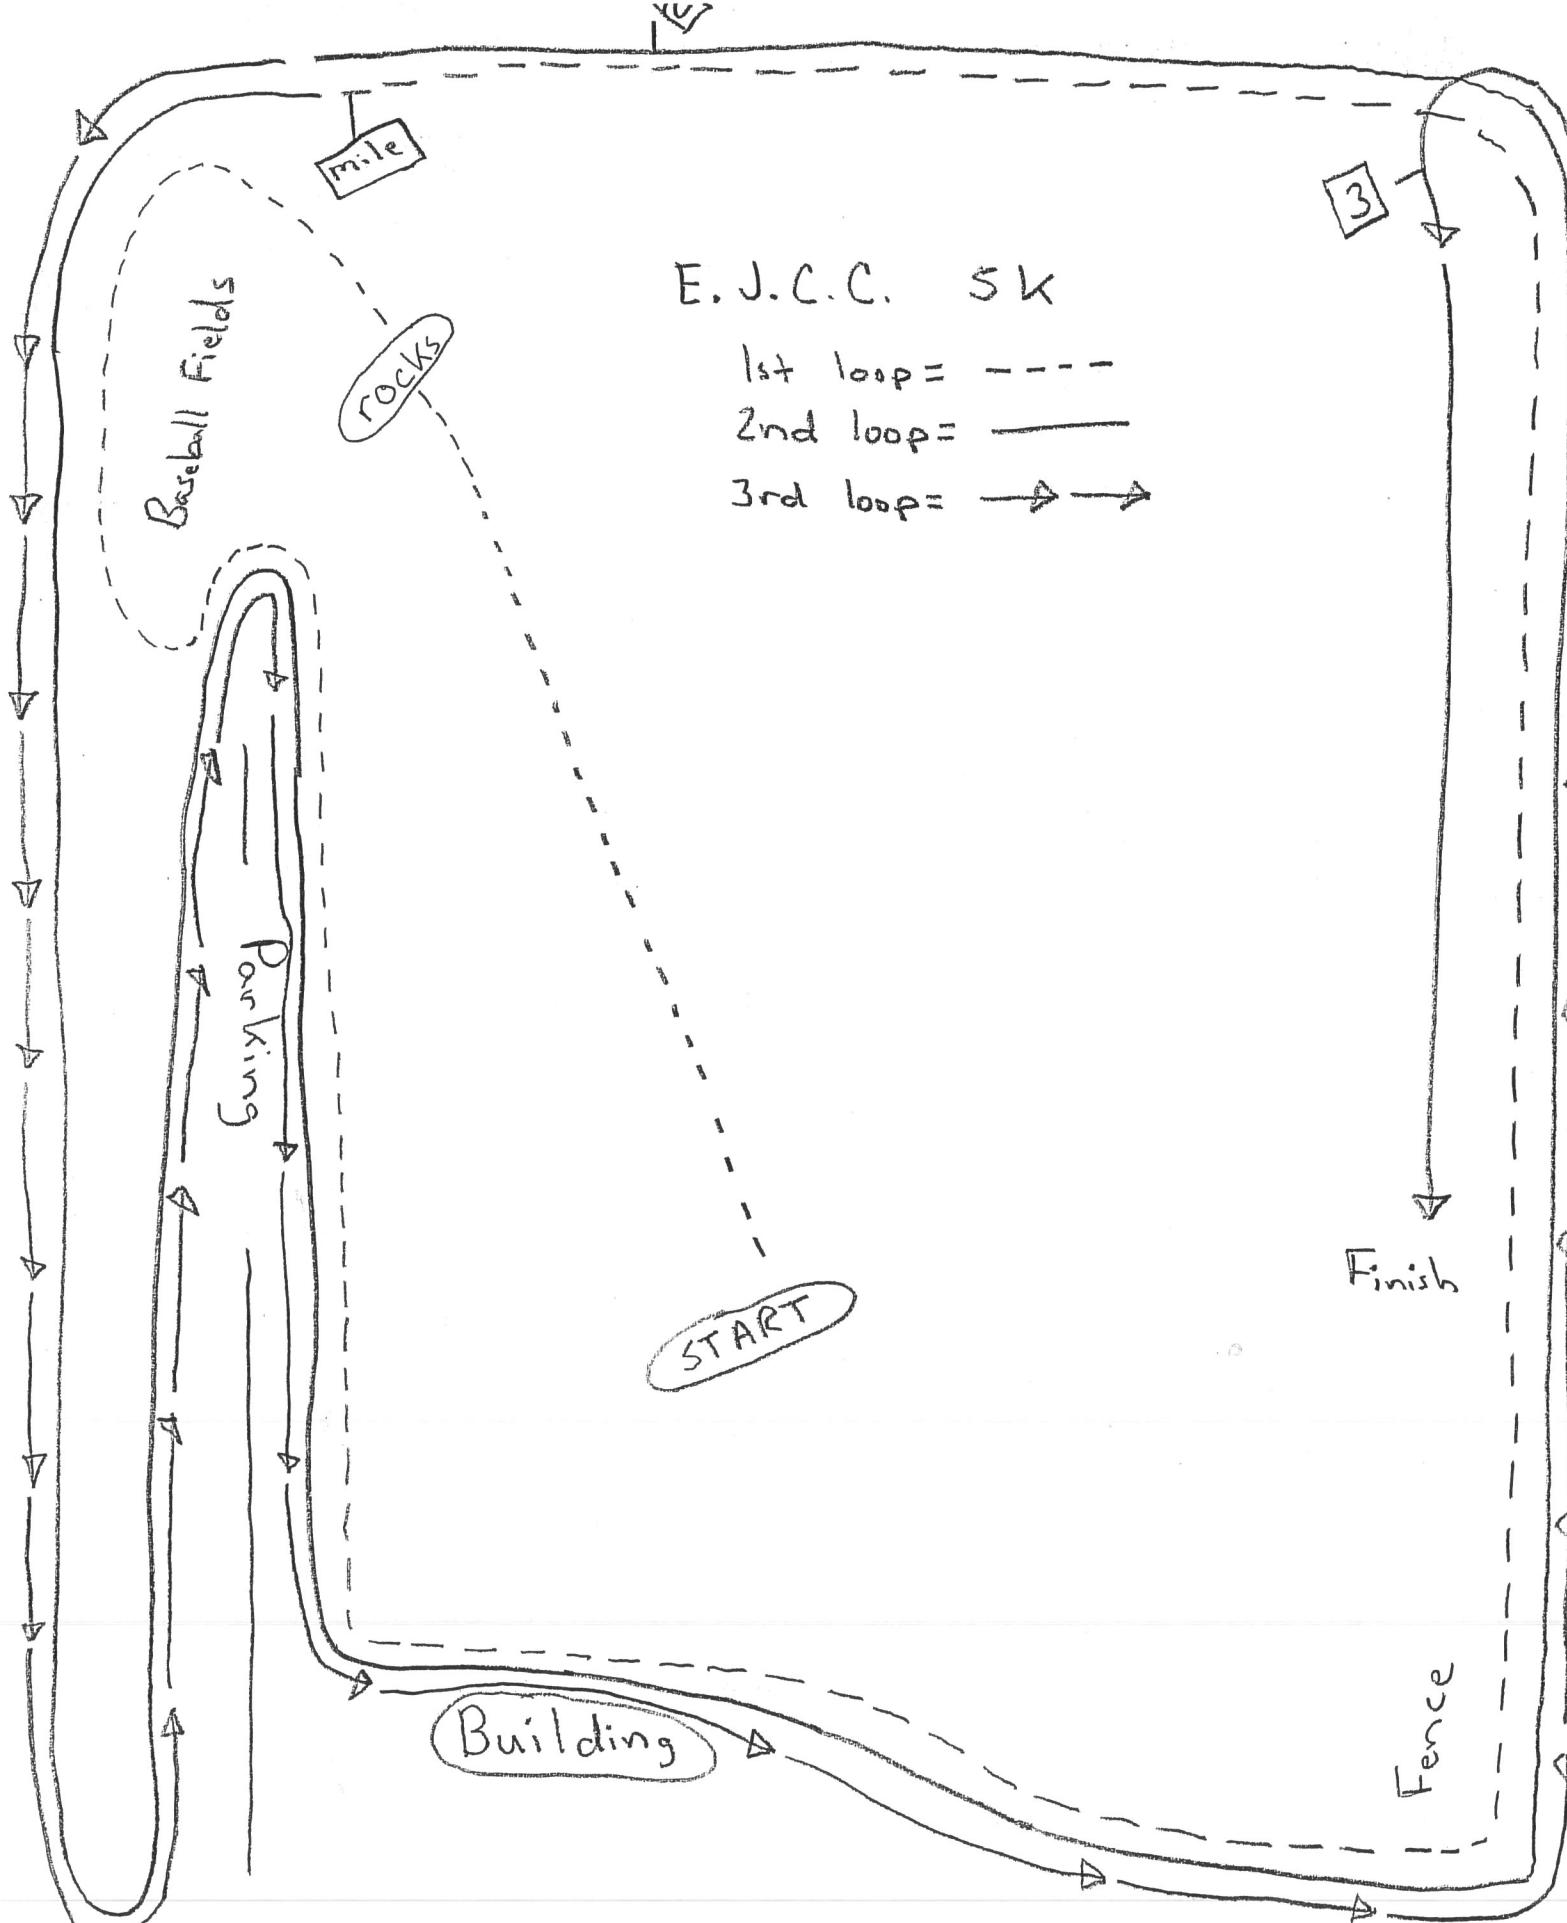 mile
3
E.J.C.C. 5K
1st loop=
2nd loop=
3rd loop=
Baseball Fields
rocks
Parking
Finish
START
Fence
Building